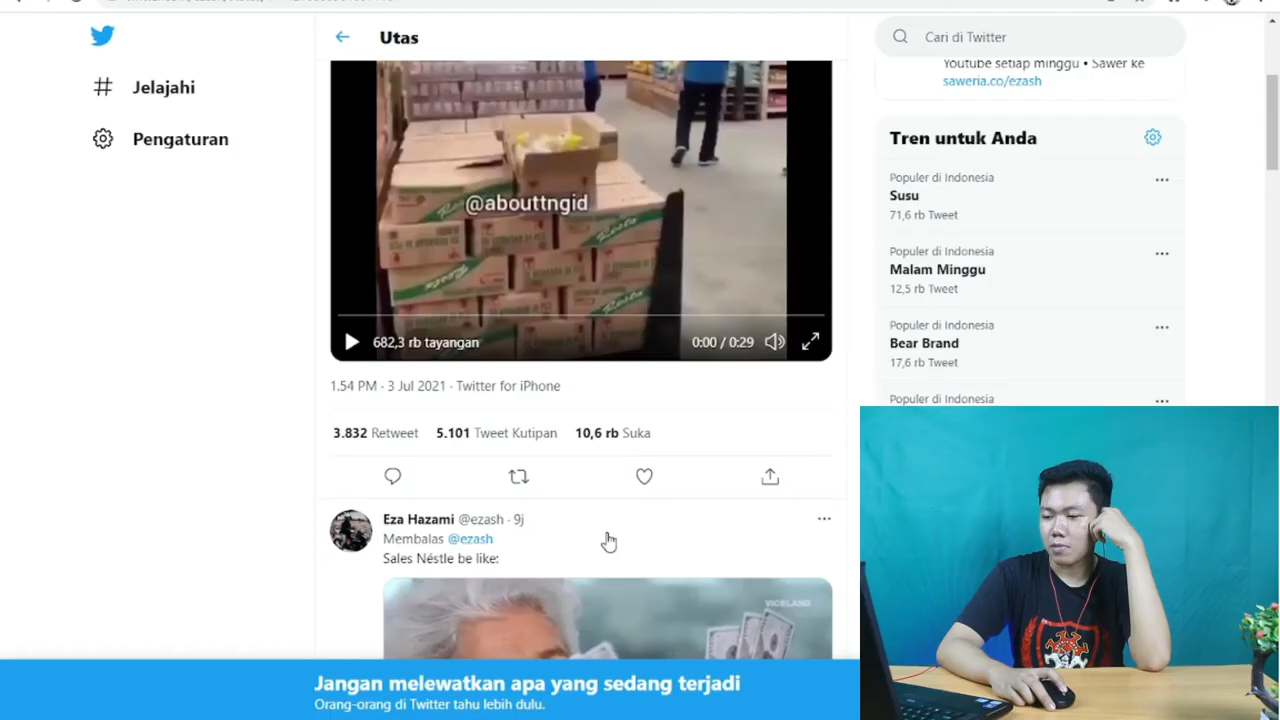 Utas
Cari di Twitter
Jelajahi
Pengaturan
Youtube setiap minggu • Sawer ke
saweria.co/ezash
Tren untuk Anda
Populer di Indonesia
Susu
71,6 rb Tweet
Populer di Indonesia
Malam Minggu
12,5 rb Tweet
Populer di Indonesia
Bear Brand
17,6 rb Tweet
Populer di Indonesia
@abouttngid
682,3 rb tayangan
0:00 / 0:29
1.54 PM · 3 Jul 2021 · Twitter for iPhone
3.832 Retweet 5.101 Tweet Kutipan 10,6 rb Suka
Eza Hazami @ezash · 9j
Membalas @ezash
Sales Néstle be like:
VICELAND
Jangan melewatkan apa yang sedang terjadi
Orang-orang di Twitter tahu lebih dulu.